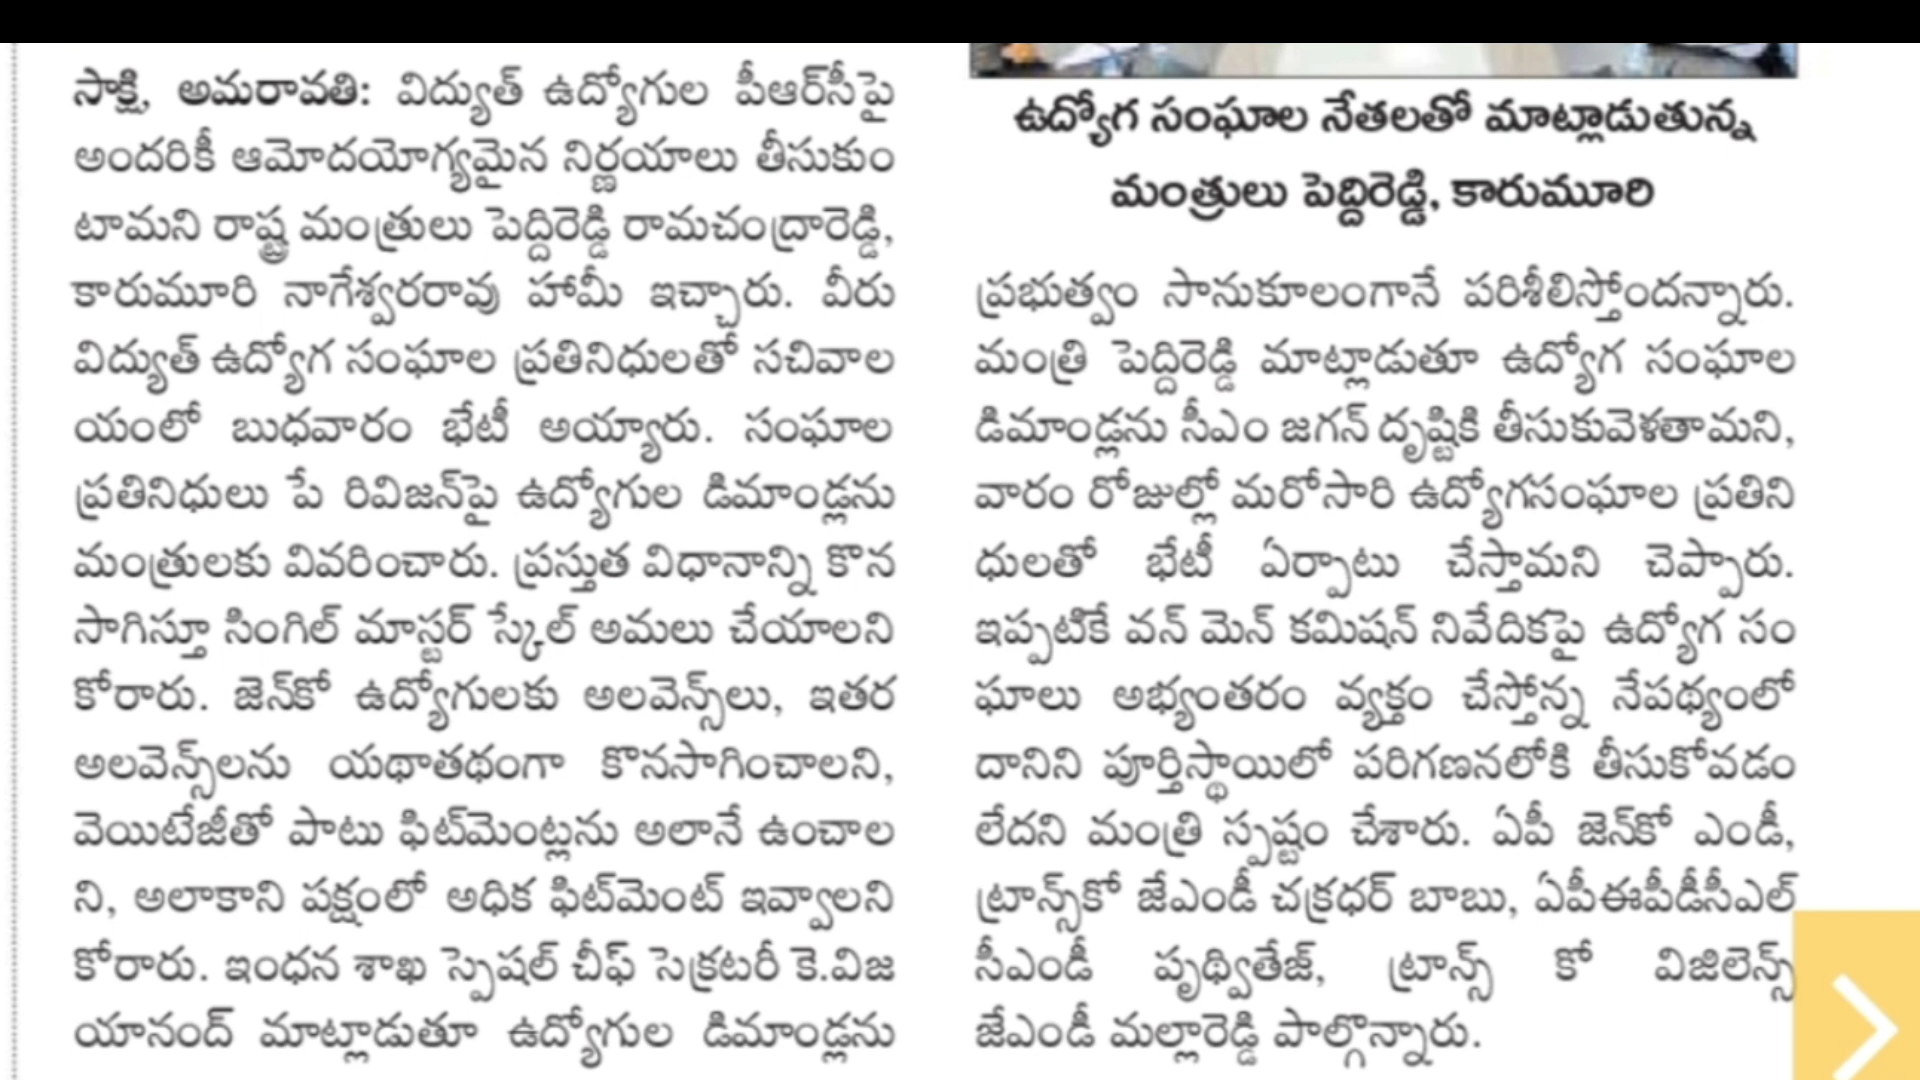 సాక్షి, అమరావతి: విద్యుత్ ఉద్యోగుల పీఆర్‌సీపై
అందరికీ ఆమోదయోగ్యమైన నిర్ణయాలు తీసుకుం
టామని రాష్ట్ర మంత్రులు పెద్దిరెడ్డి రామచంద్రారెడ్డి,
కారుమూరి నాగేశ్వరరావు హామీ ఇచ్చారు. వీరు
విద్యుత్ ఉద్యోగ సంఘాల ప్రతినిధులతో సచివాల
యంలో బుధవారం భేటీ అయ్యారు. సంఘాల
ప్రతినిధులు పే రివిజన్‌పై ఉద్యోగుల డిమాండ్లను
మంత్రులకు వివరించారు. ప్రస్తుత విధానాన్ని కొన
సాగిస్తూ సింగిల్ మాస్టర్ స్కేల్ అమలు చేయాలని
కోరారు. జెన్‌కో ఉద్యోగులకు అలవెన్స్‌లు, ఇతర
అలవెన్స్‌లను యథాతథంగా కొనసాగించాలని,
వెయిటేజీతో పాటు ఫిట్‌మెంట్లను అలానే ఉంచాల
ని, అలాకాని పక్షంలో అధిక ఫిట్‌మెంట్ ఇవ్వాలని
కోరారు. ఇంధన శాఖ స్పెషల్ చీఫ్ సెక్రటరీ కె.విజ
యానంద్ మాట్లాడుతూ ఉద్యోగుల డిమాండ్లను
ఉద్యోగ సంఘాల నేతలతో మాట్లాడుతున్న
మంత్రులు పెద్దిరెడ్డి, కారుమూరి
ప్రభుత్వం సానుకూలంగానే పరిశీలిస్తోందన్నారు.
మంత్రి పెద్దిరెడ్డి మాట్లాడుతూ ఉద్యోగ సంఘాల
డిమాండ్లను సీఎం జగన్ దృష్టికి తీసుకువెళతామని,
వారం రోజుల్లో మరోసారి ఉద్యోగసంఘాల ప్రతిని
ధులతో భేటీ ఏర్పాటు చేస్తామని చెప్పారు.
ఇప్పటికే వన్ మెన్ కమిషన్ నివేదికపై ఉద్యోగ సం
ఘాలు అభ్యంతరం వ్యక్తం చేస్తోన్న నేపథ్యంలో
దానిని పూర్తిస్థాయిలో పరిగణనలోకి తీసుకోవడం
లేదని మంత్రి స్పష్టం చేశారు. ఏపీ జెన్‌కో ఎండీ,
ట్రాన్స్‌కో జేఎండీ చక్రధర్ బాబు, ఏపీఈపీడీసీఎల్
సీఎండీ పృథ్వితేజ్, ట్రాన్స్ కో విజిలెన్స్
జేఎండీ మల్లారెడ్డి పాల్గొన్నారు.